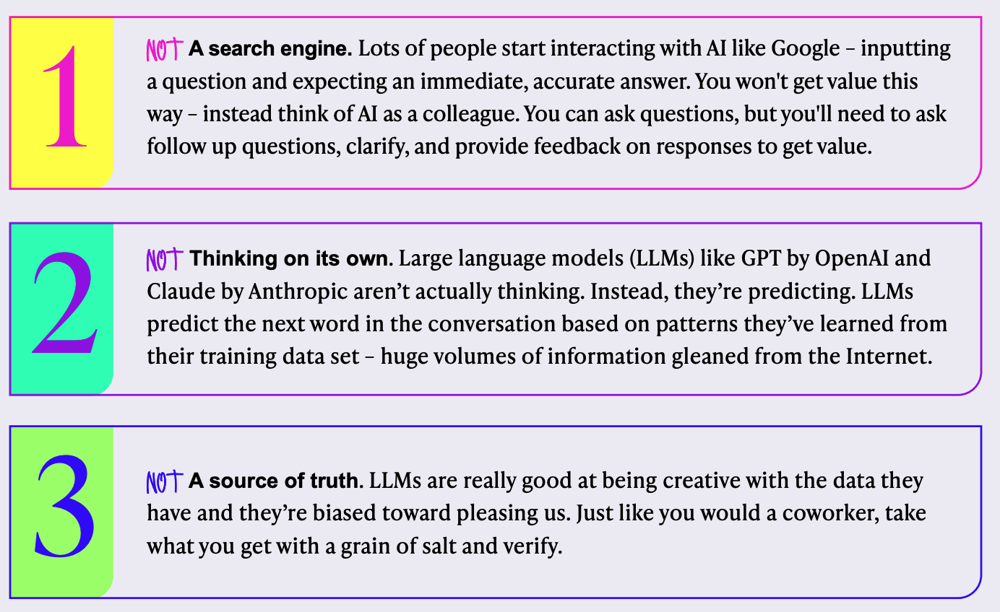 1
NOT A search engine. Lots of people start interacting with AI like Google – inputting
a question and expecting an immediate, accurate answer. You won't get value this
way – instead think of AI as a colleague. You can ask questions, but you'll need to ask
follow up questions, clarify, and provide feedback on responses to get value.
2
NOT Thinking on its own. Large language models (LLMs) like GPT by OpenAI and
Claude by Anthropic aren’t actually thinking. Instead, they’re predicting. LLMs
predict the next word in the conversation based on patterns they’ve learned from
their training data set – huge volumes of information gleaned from the Internet.
3
NOT A source of truth. LLMs are really good at being creative with the data they
have and they’re biased toward pleasing us. Just like you would a coworker, take
what you get with a grain of salt and verify.